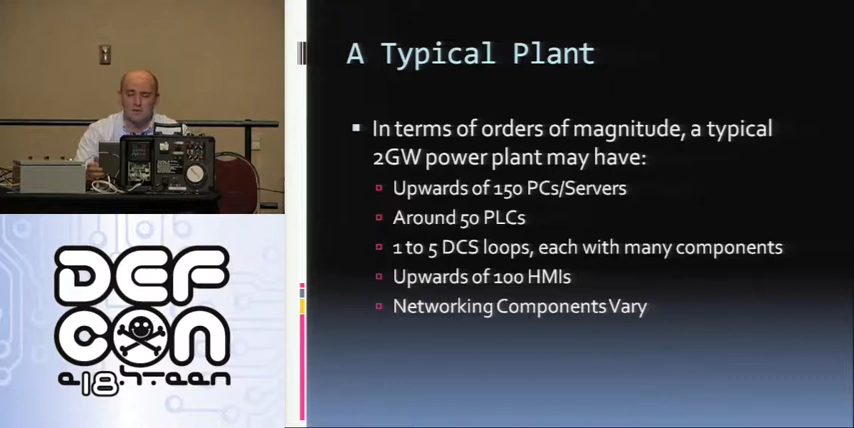 A Typical Plant
In terms of orders of magnitude, a typical
2GW power plant may have:
Upwards of 150 PCs/Servers
Around 50 PLCs
1 to 5 DCS loops, each with many components
Upwards of 100 HMIs
Networking Components Vary
DEF
CON
e18.hteen